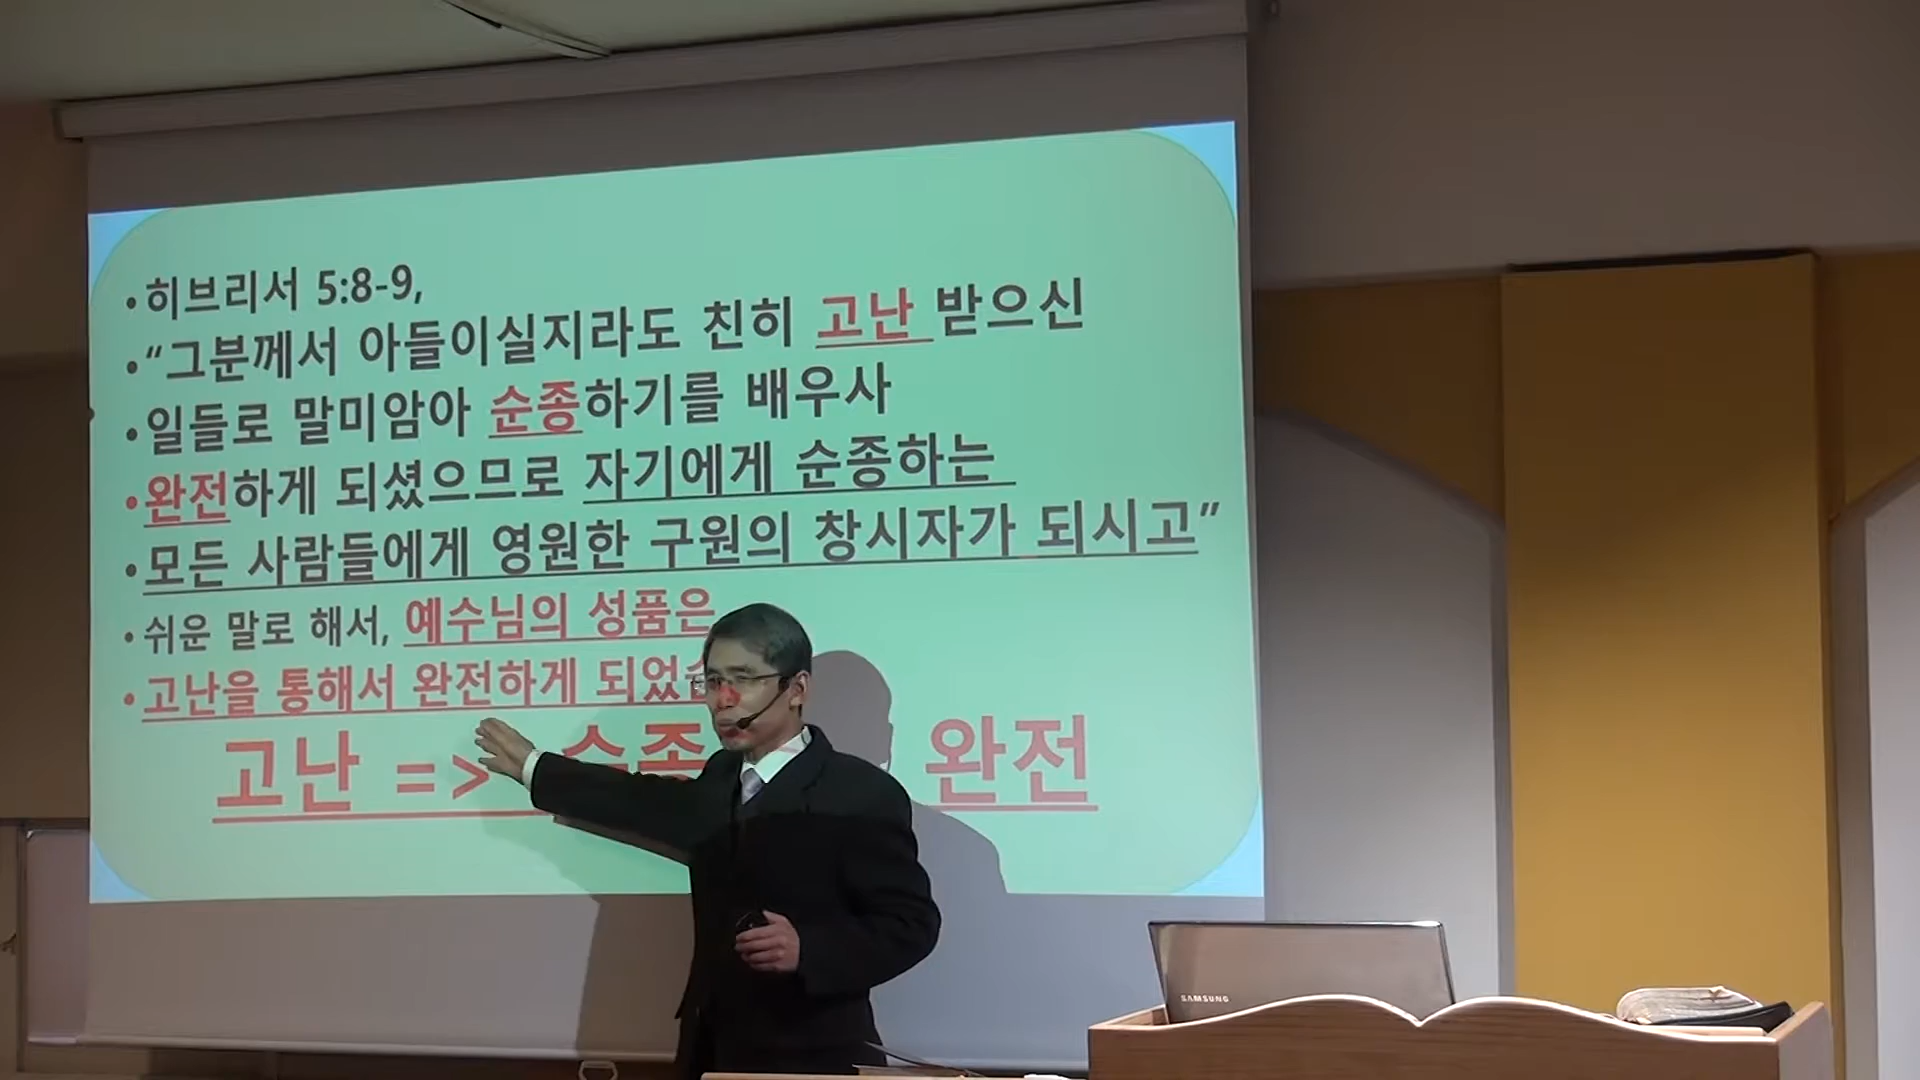 • 히브리서 5:8-9,
• “그분께서 아들이실지라도 친히 고난 받으신
• 일들로 말미암아 순종하기를 배우사
• 완전하게 되셨으므로 자기에게 순종하는
• 모든 사람들에게 영원한 구원의 창시자가 되시고”
• 쉬운 말로 해서, 예수님의 성품은
• 고난을 통해서 완전하게 되었습
고난 => 순종 완전
SAMSUNG